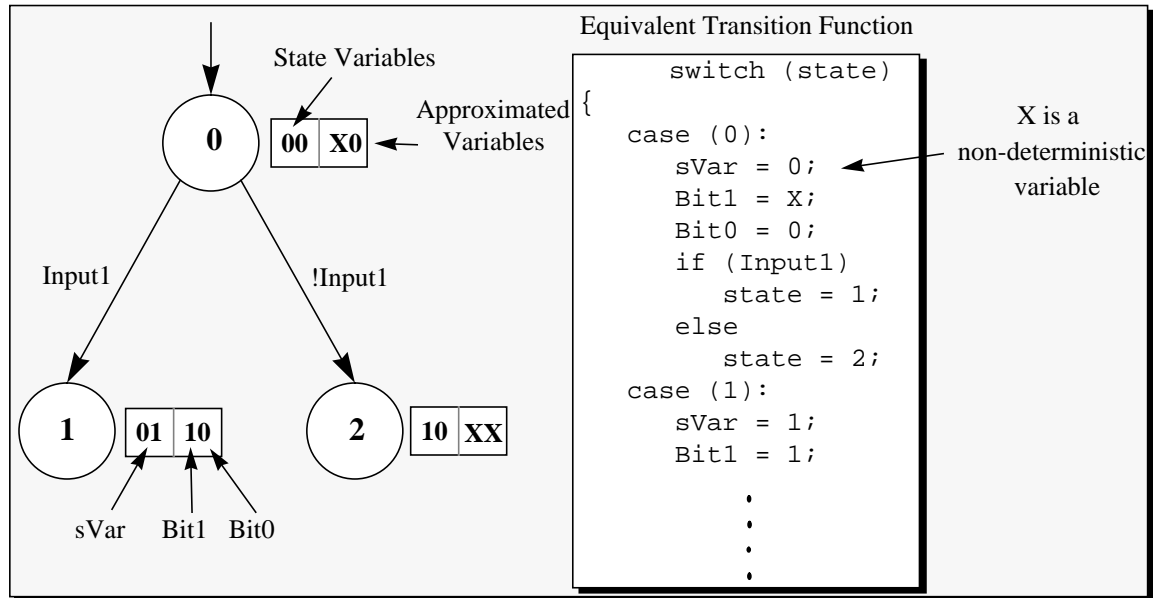 Equivalent Transition Function
State Variables
Approximated
Variables
0
00 X0
Input1
!Input1
1
01 10
2
10 XX
sVar Bit1 Bit0
switch (state)
{
case (0):
sVar = 0;
Bit1 = X;
Bit0 = 0;
if (Input1)
state = 1;
else
state = 2;
case (1):
sVar = 1;
Bit1 = 1;
X is a
non-deterministic
variable